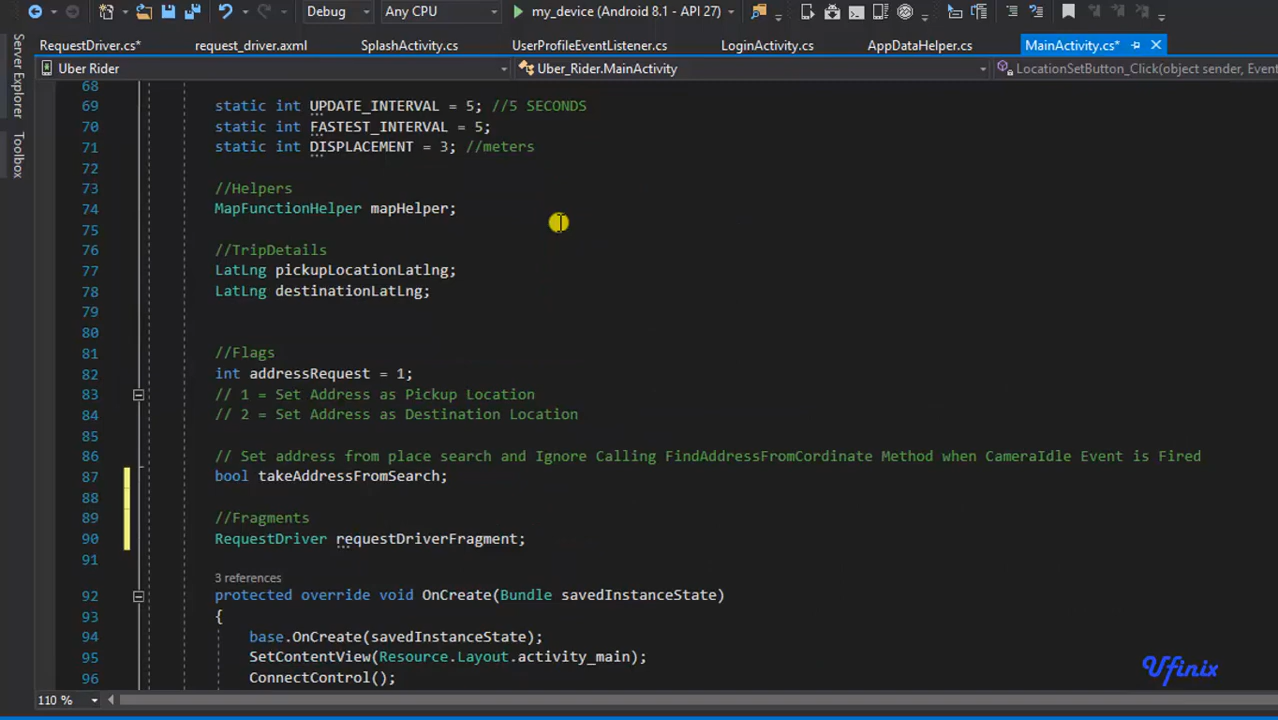 Debug Any CPU my_device (Android 8.1 - API 27)
RequestDriver.cs* request_driver.axml SplashActivity.cs UserProfileEventListener.cs LoginActivity.cs AppDataHelper.cs MainActivity.cs*
Uber Rider Uber_Rider.MainActivity LocationSetButton_Click(object sender, Event
Server Explorer
Toolbox
68
69 static int UPDATE_INTERVAL = 5; //5 SECONDS
70 static int FASTEST_INTERVAL = 5;
71 static int DISPLACEMENT = 3; //meters
72
73 //Helpers
74 MapFunctionHelper mapHelper;
75
76 //TripDetails
77 LatLng pickupLocationLatlng;
78 LatLng destinationLatLng;
79
80
81 //Flags
82 int addressRequest = 1;
83 // 1 = Set Address as Pickup Location
84 // 2 = Set Address as Destination Location
85
86 // Set address from place search and Ignore Calling FindAddressFromCordinate Method when CameraIdle Event is Fired
87 bool takeAddressFromSearch;
88
89 //Fragments
90 RequestDriver requestDriverFragment;
91
3 references
92 protected override void OnCreate(Bundle savedInstanceState)
93 {
94 base.OnCreate(savedInstanceState);
95 SetContentView(Resource.Layout.activity_main);
96 ConnectControl();
Ufinix
110 %